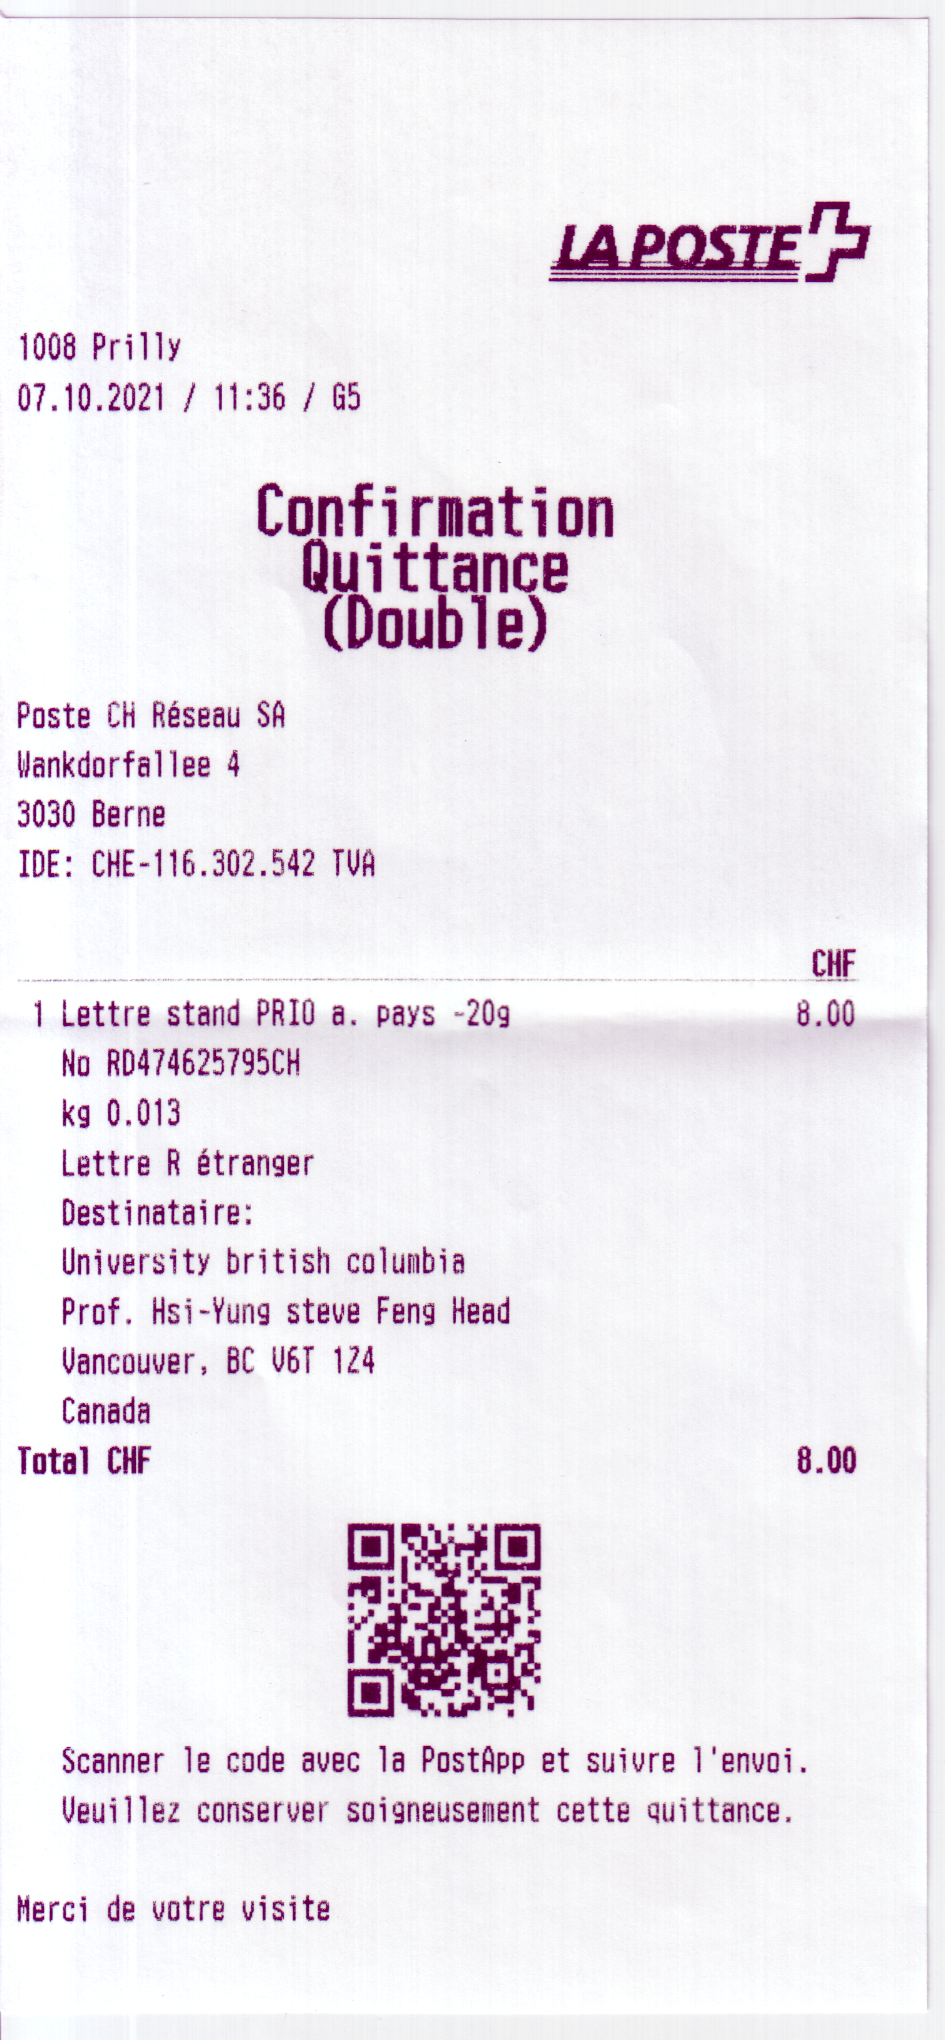 LA POSTE
1008 Prilly
07.10.2021 / 11:36 / G5
Confirmation
Quittance
(Double)
Poste CH Réseau SA
Wankdorfallee 4
3030 Berne
IDE: CHE-116.302.542 TVA
CHF
1 Lettre stand PRIO a. pays -20g 8.00
No RD474625795CH
kg 0.013
Lettre R étranger
Destinataire:
University british columbia
Prof. Hsi-Yung steve Feng Head
Vancouver, BC V6T 1Z4
Canada
Total CHF 8.00
Scanner le code avec la PostApp et suivre l'envoi.
Veuillez conserver soigneusement cette quittance.
Merci de votre visite